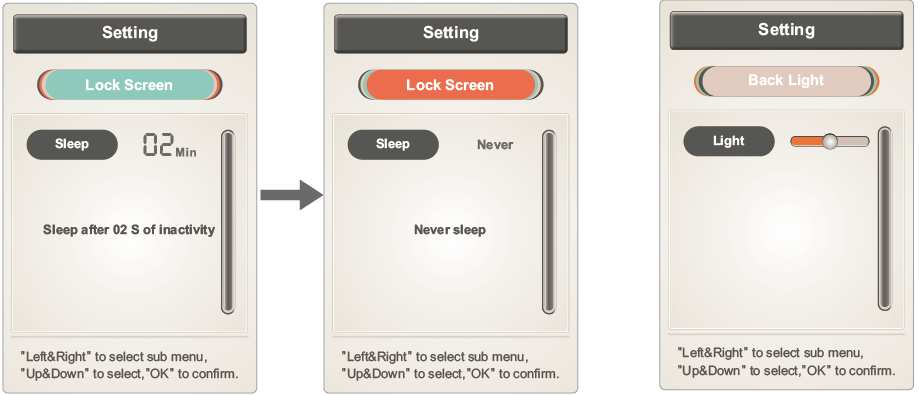 Setting
Lock Screen
Sleep 02 Min
Sleep after 02 S of inactivity
"Left&Right" to select sub menu,
"Up&Down" to select,"OK" to confirm.
Setting
Lock Screen
Sleep Never
Never sleep
"Left&Right" to select sub menu,
"Up&Down" to select,"OK" to confirm.
Setting
Back Light
Light
"Left&Right" to select sub menu,
"Up&Down" to select,"OK" to confirm.